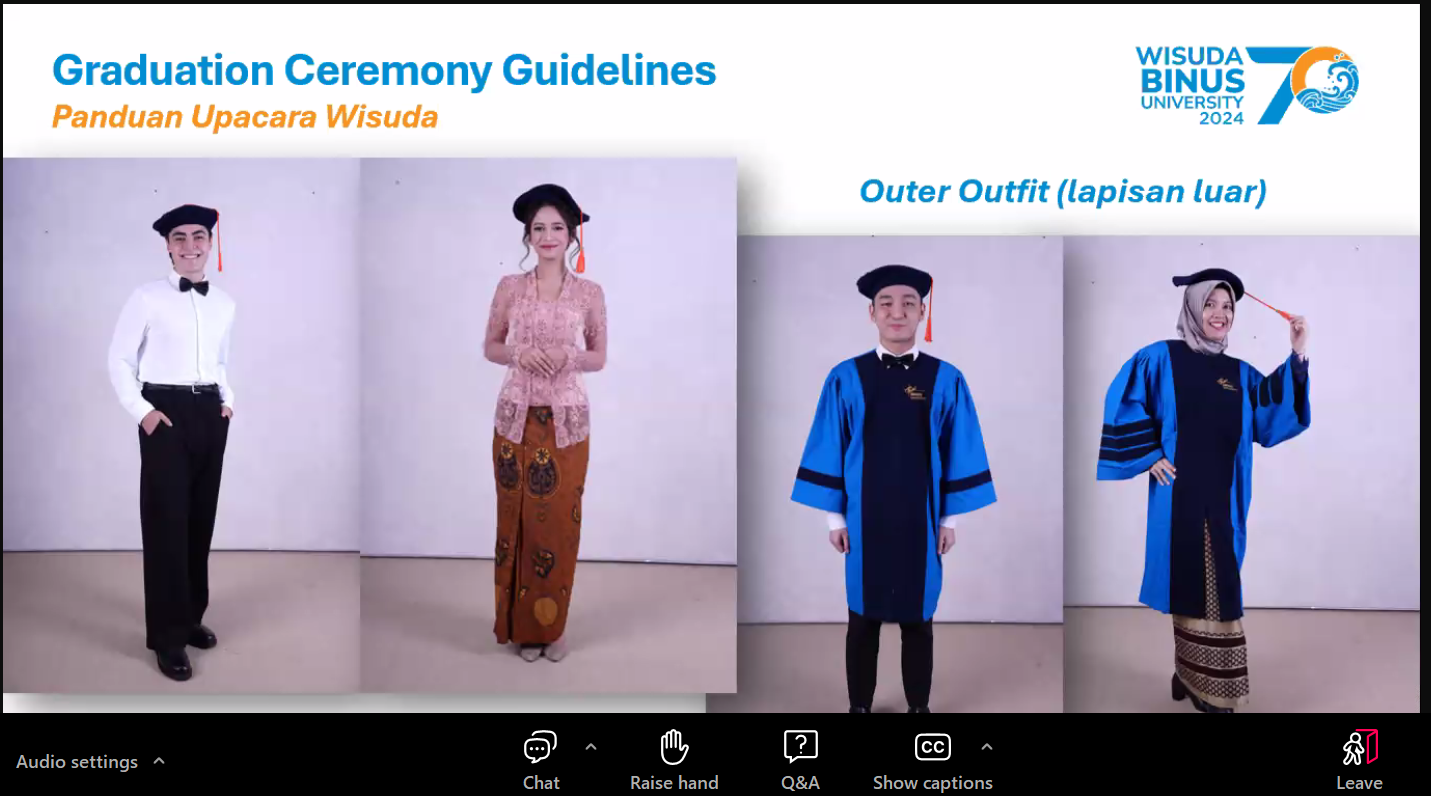 Graduation Ceremony Guidelines
Panduan Upacara Wisuda
WISUDA
BINUS
UNIVERSITY
2024
70
Outer Outfit (lapisan luar)
Audio settings
Chat
Raise hand
?
Q&A
CC
Show captions
Leave